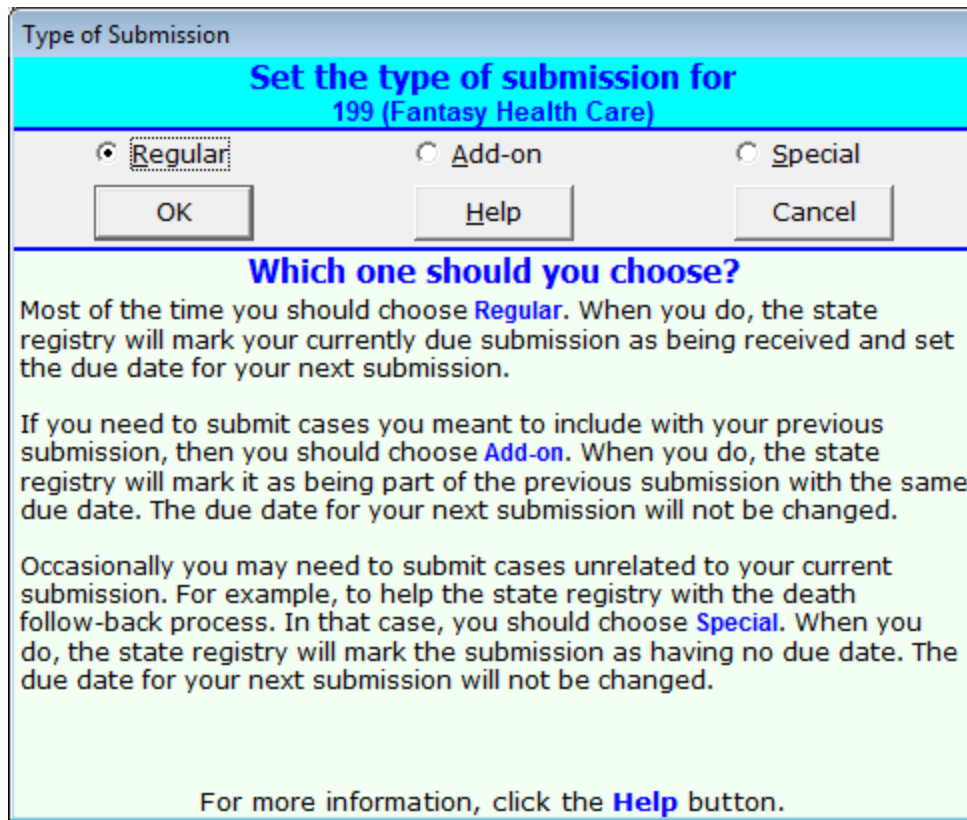 Type of Submission
Set the type of submission for
199 (Fantasy Health Care)
Regular Add-on Special
OK Help Cancel
Which one should you choose?
Most of the time you should choose Regular. When you do, the state
registry will mark your currently due submission as being received and set
the due date for your next submission.
If you need to submit cases you meant to include with your previous
submission, then you should choose Add-on. When you do, the state
registry will mark it as being part of the previous submission with the same
due date. The due date for your next submission will not be changed.
Occasionally you may need to submit cases unrelated to your current
submission. For example, to help the state registry with the death
follow-back process. In that case, you should choose Special. When you
do, the state registry will mark the submission as having no due date. The
due date for your next submission will not be changed.
For more information, click the Help button.